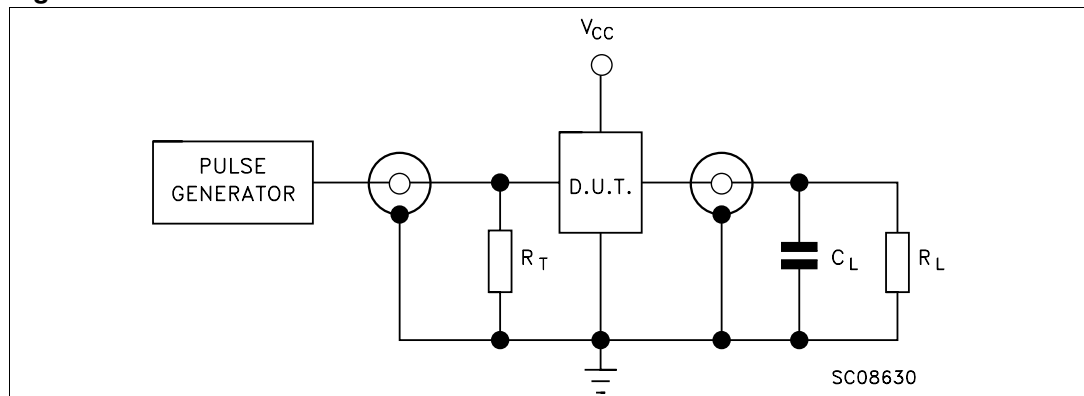 VCC
PULSE
GENERATOR
D.U.T.
RT
CL
RL
SC08630